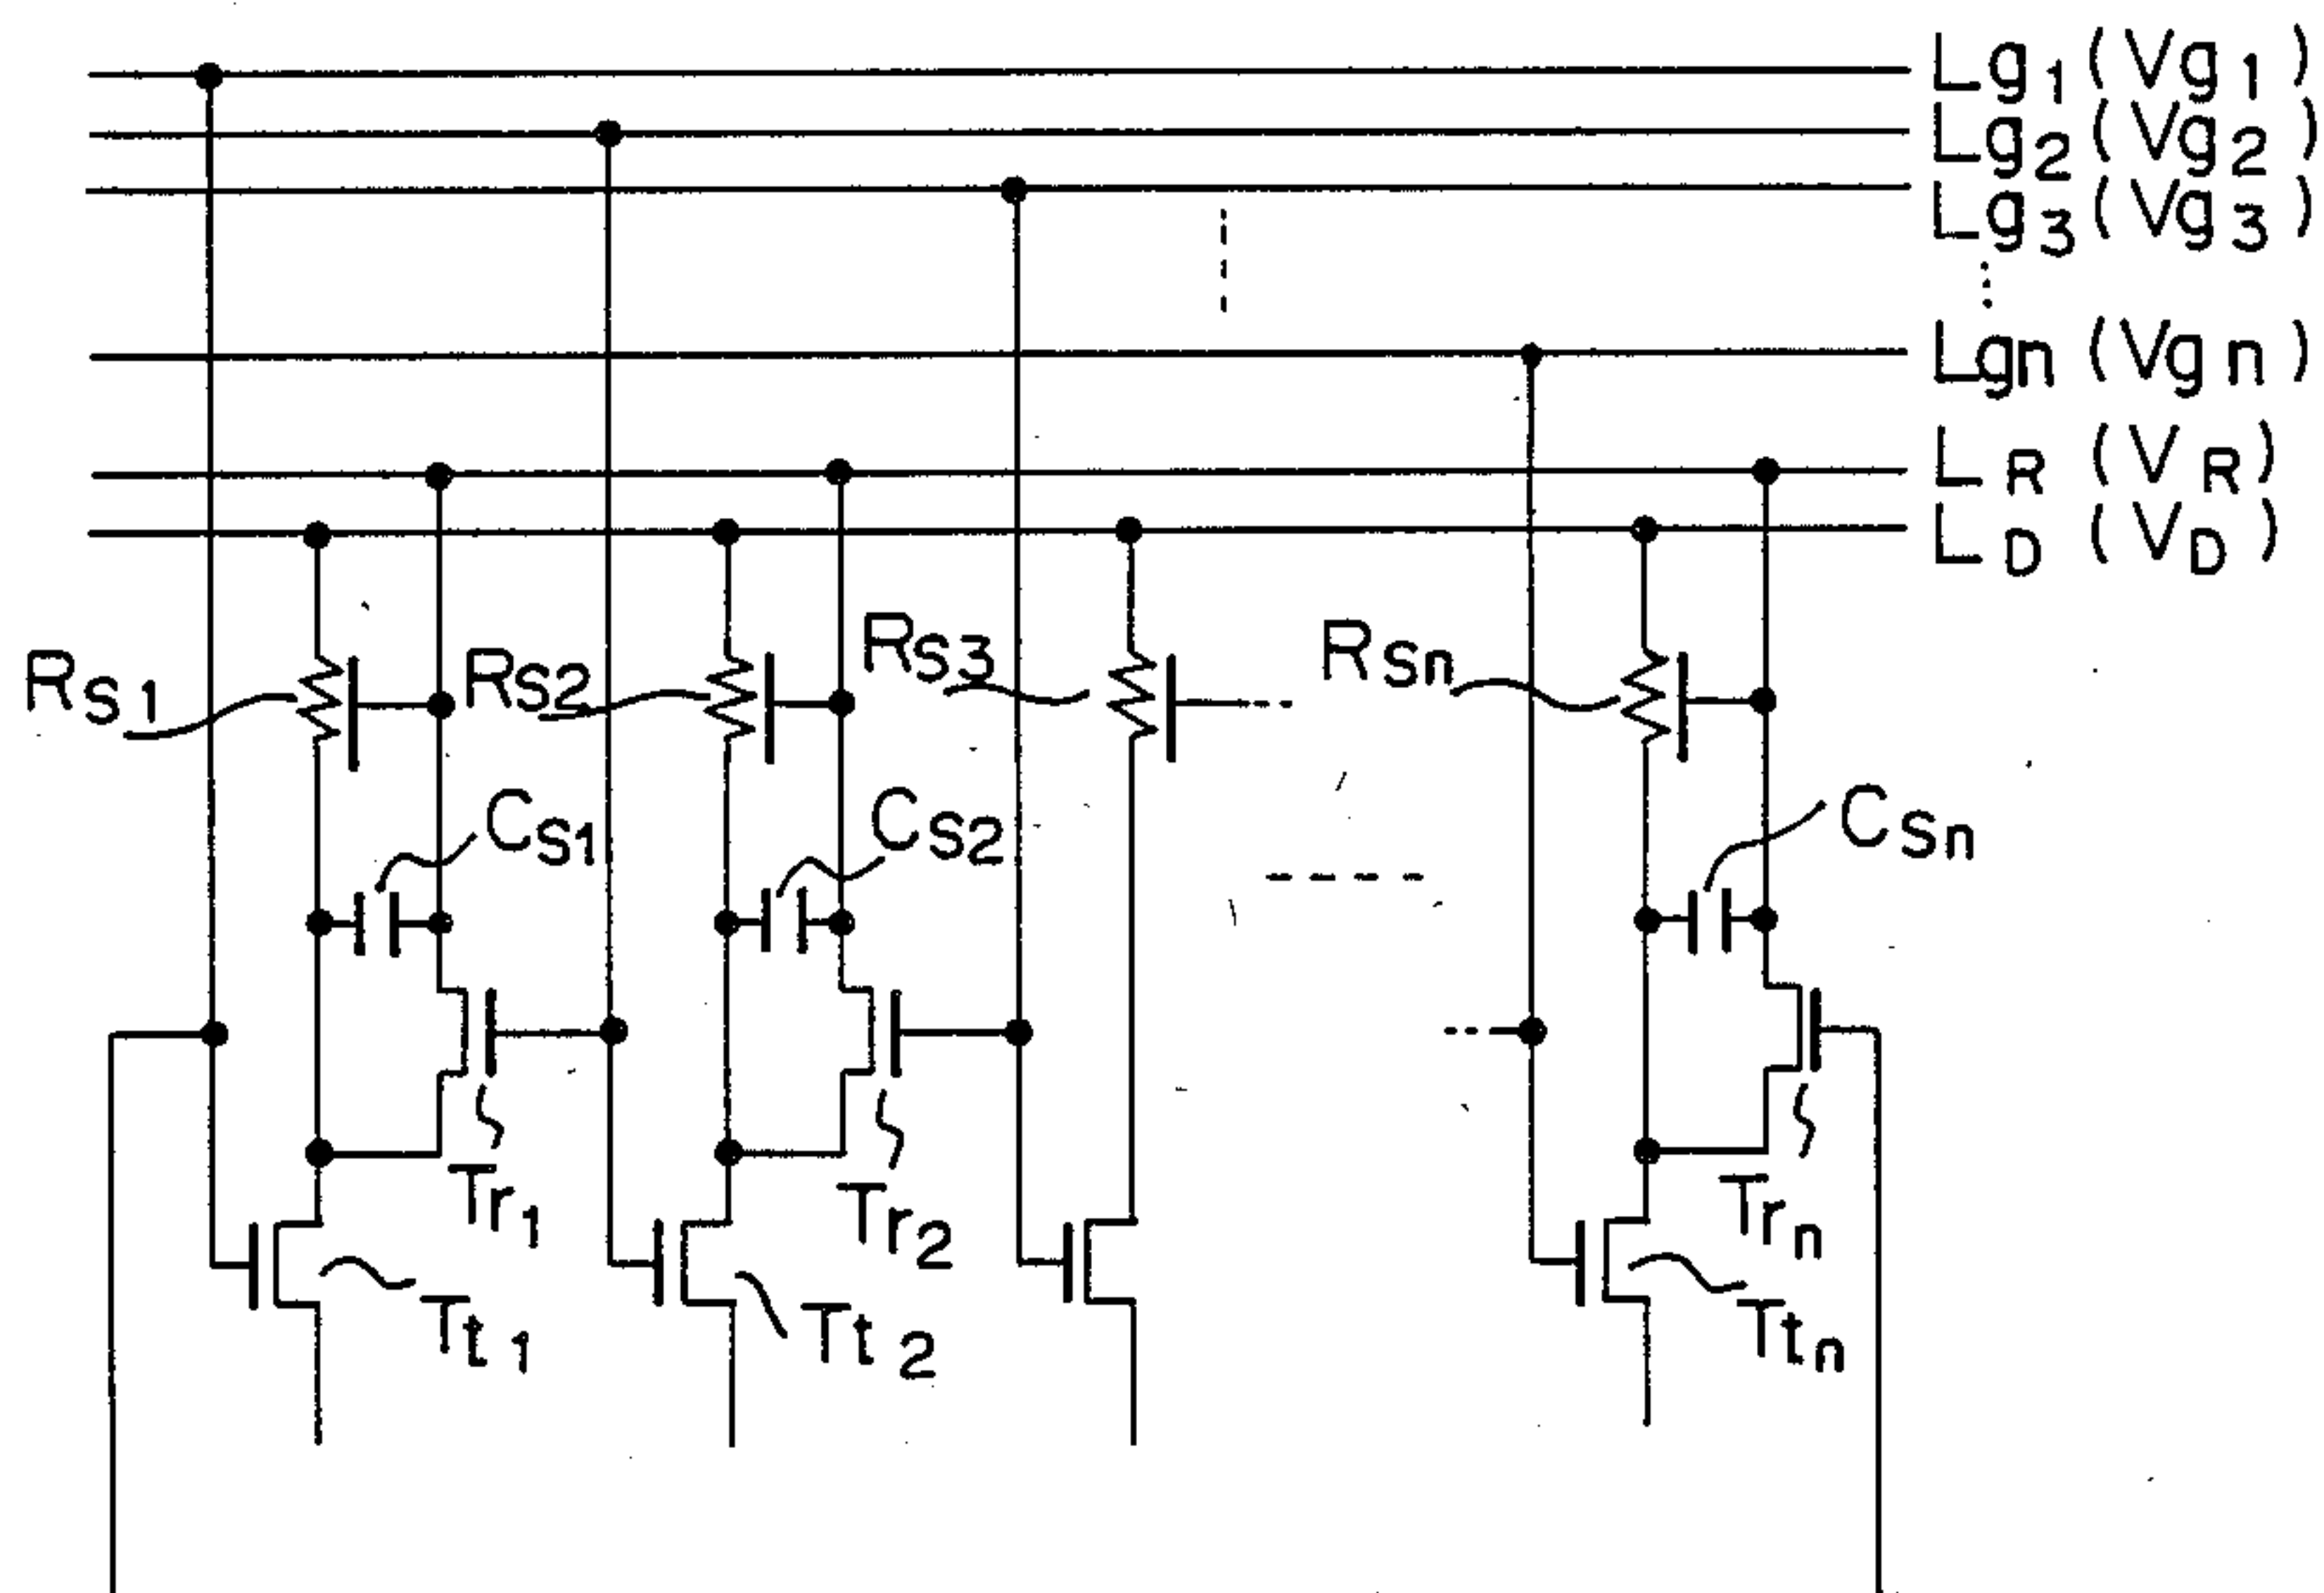 Lg1 (Vg1)
Lg2 (Vg2)
Lg3 (Vg3)
Lgn (Vgn)
LR (VR)
LD (VD)
RS1
RS2
RS3
RSn
CS1
CS2
CSn
Tr1
Tr2
Trn
Tt1
Tt2
Ttn